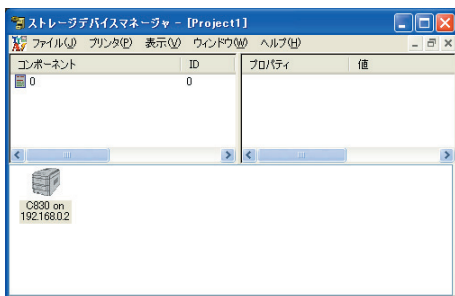 ストレージデバイスマネージャ - [Project1]
ファイル(J) プリンタ(P) 表示(V) ウィンドウ(W) ヘルプ(H)
コンポーネント ID プロパティ 値
0 0
C830 on
192.168.0.2